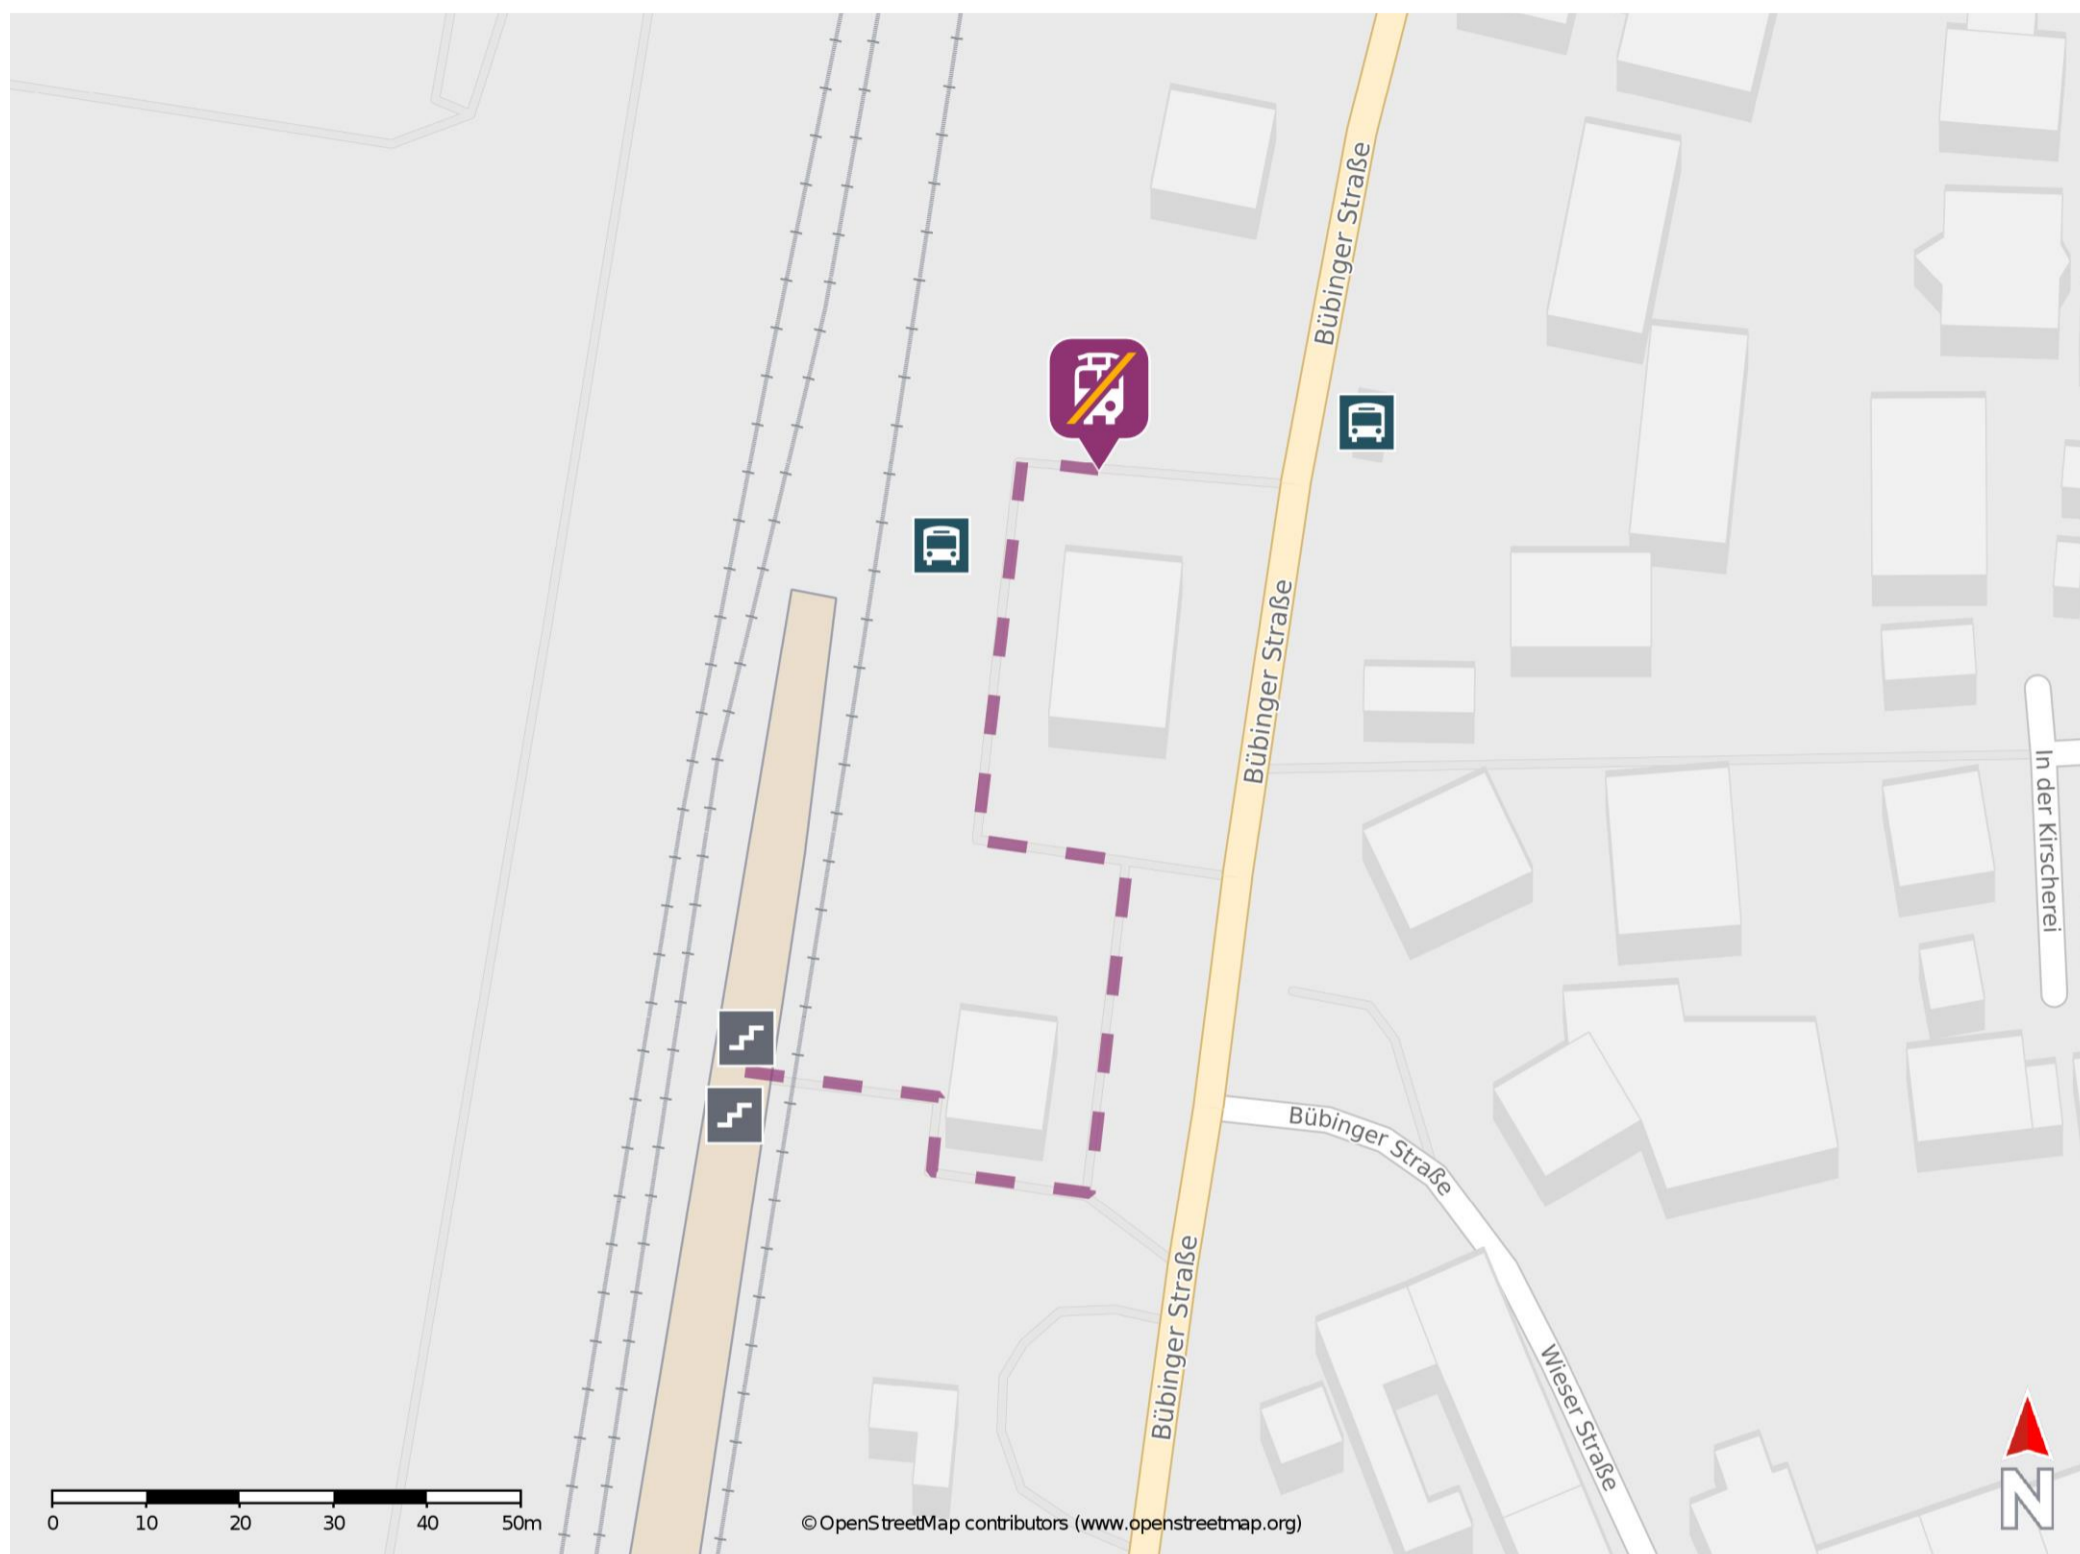 Bübinger Straße
Bübinger Straße
In der Kirscherei
Bübinger Straße
Bübinger Straße
Wieser Straße
0 10 20 30 40 50m
© OpenStreetMap contributors (www.openstreetmap.org)
N